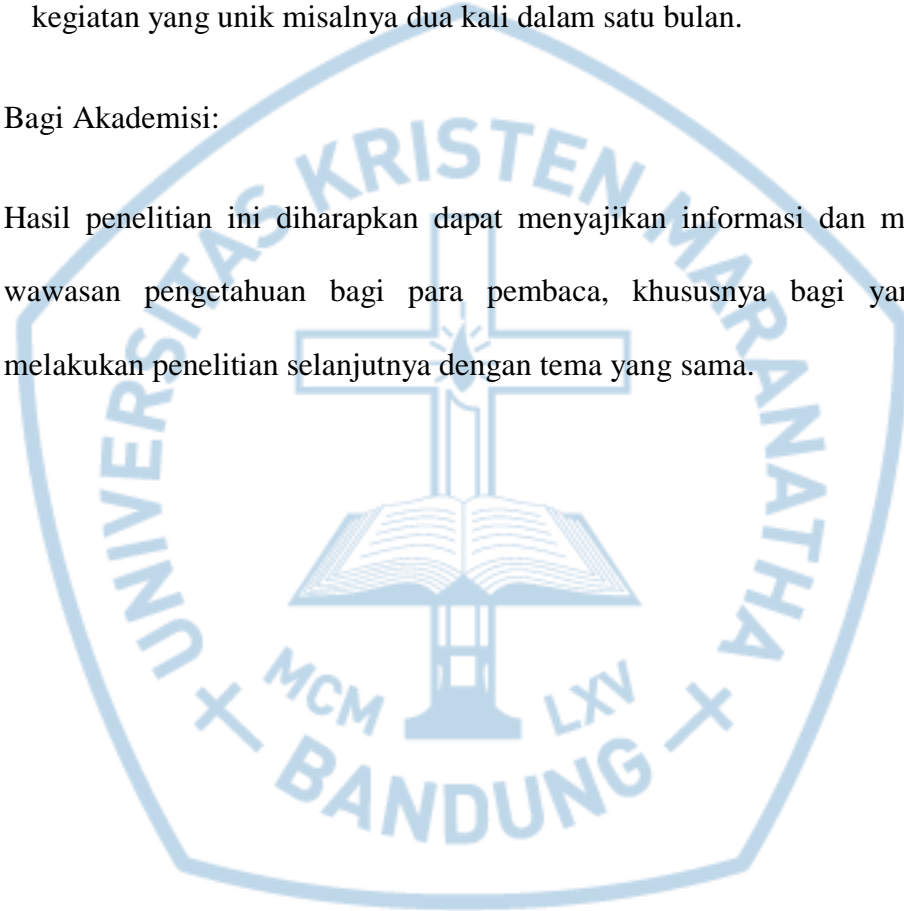 kegiatan yang unik misalnya dua kali dalam satu bulan.
Bagi Akademisi:
Hasil penelitian ini diharapkan dapat menyajikan informasi dan m
wawasan pengetahuan bagi para pembaca, khususnya bagi yan
melakukan penelitian selanjutnya dengan tema yang sama.
UNIVERSITAS KRISTEN MARANATHA
MCM LXV
BANDUNG